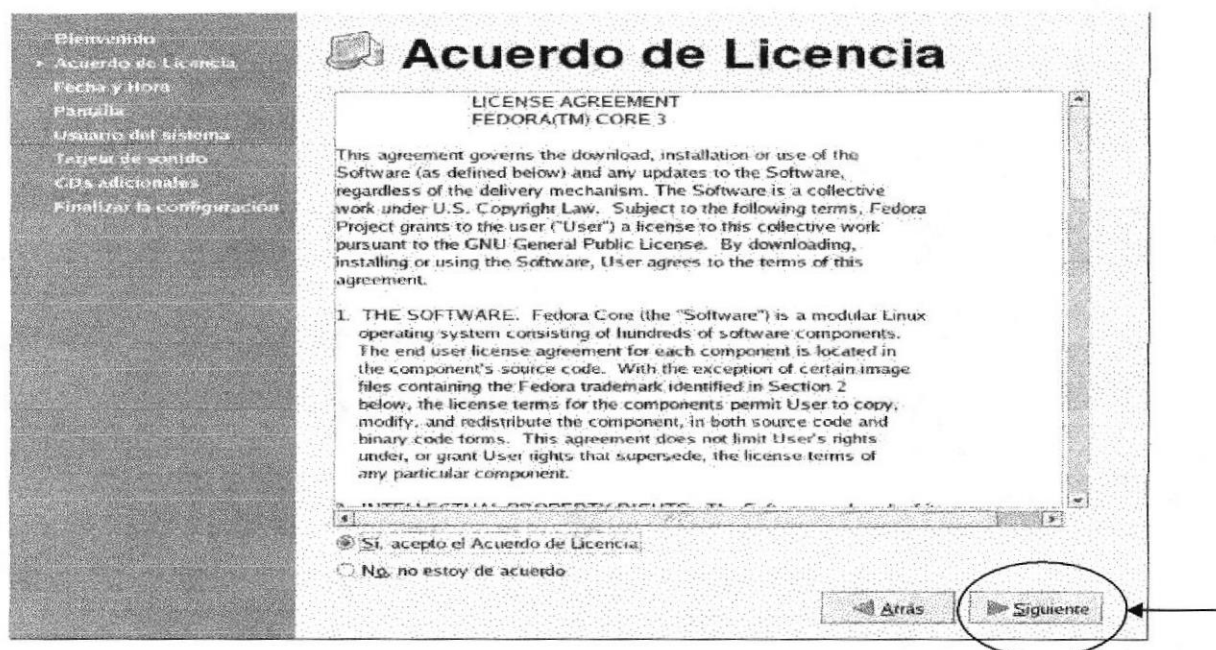 Bienvenido
Acuerdo de Licencia
Fecha y Hora
Pantalla
Usuario del sistema
Tarjeta de sonido
CDs adicionales
Finalizar la configuración
Acuerdo de Licencia
LICENSE AGREEMENT
FEDORA(TM) CORE 3
This agreement governs the download, installation or use of the
Software (as defined below) and any updates to the Software,
regardless of the delivery mechanism. The Software is a collective
work under U.S. Copyright Law. Subject to the following terms, Fedora
Project grants to the user ("User") a license to this collective work
pursuant to the GNU General Public License. By downloading,
installing or using the Software, User agrees to the terms of this
agreement.
1. THE SOFTWARE. Fedora Core (the "Software") is a modular Linux
operating system consisting of hundreds of software components.
The end user license agreement for each component is located in
the component's source code. With the exception of certain image
files containing the Fedora trademark identified in Section 2
below, the license terms for the components permit User to copy,
modify, and redistribute the component, in both source code and
binary code forms. This agreement does not limit User's rights
under, or grant User rights that supersede, the license terms of
any particular component.
2. INTELLECTUAL PROPERTY RIGHTS. The Software
Sí, acepto el Acuerdo de Licencia
No, no estoy de acuerdo
Atrás
Siguiente